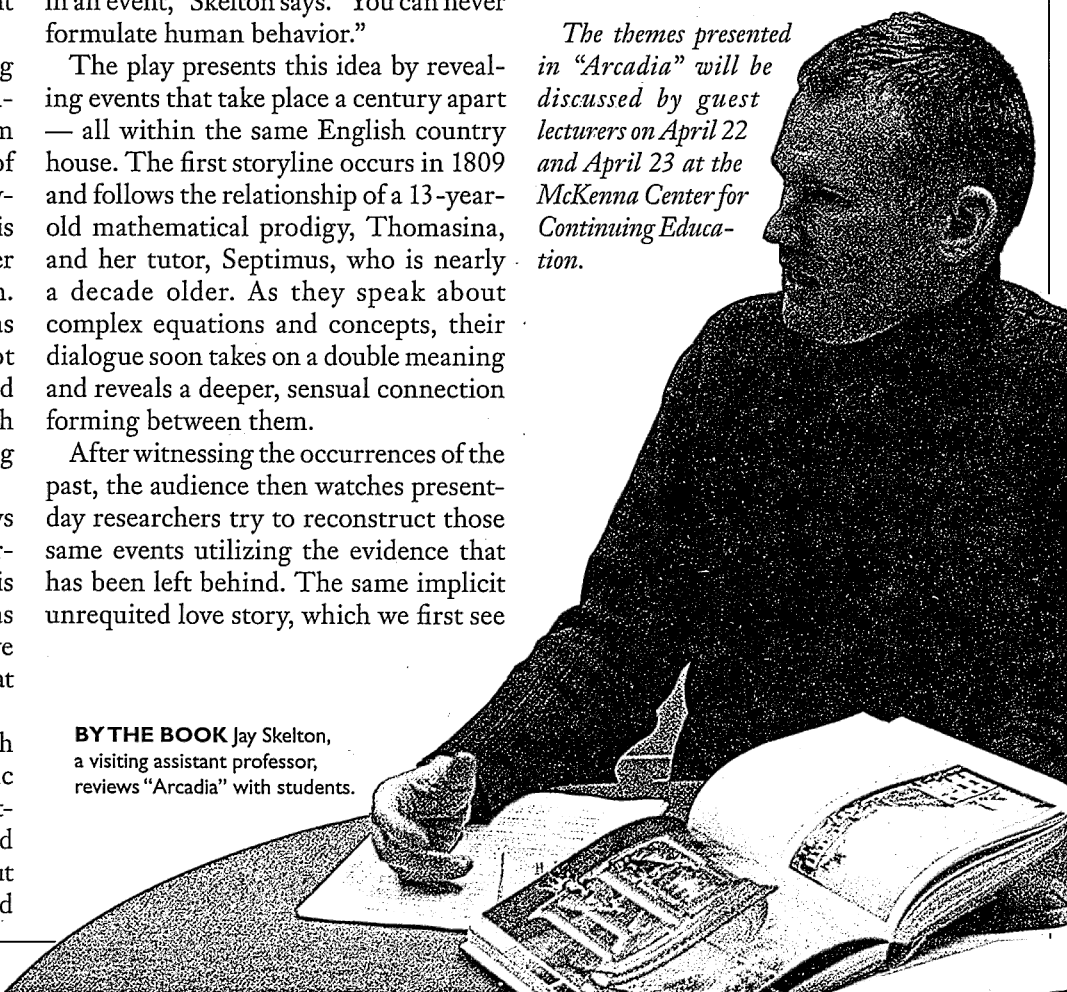 in an event," Skelton says. "You can never
formulate human behavior.”
The play presents this idea by reveal-
ing events that take place a century apart
— all within the same English country
house. The first storyline occurs in 1809
and follows the relationship of a 13-year-
old mathematical prodigy, Thomasina,
and her tutor, Septimus, who is nearly
a decade older. As they speak about
complex equations and concepts, their
dialogue soon takes on a double meaning
and reveals a deeper, sensual connection
forming between them.
After witnessing the occurrences of the
past, the audience then watches present-
day researchers try to reconstruct those
same events utilizing the evidence that
has been left behind. The same implicit
unrequited love story, which we first see
The themes presented
in “Arcadia” will be
discussed by guest
lecturers on April 22
and April 23 at the
McKenna Center for
Continuing Educa-
tion.
BY THE BOOK Jay Skelton,
a visiting assistant professor,
reviews “Arcadia” with students.